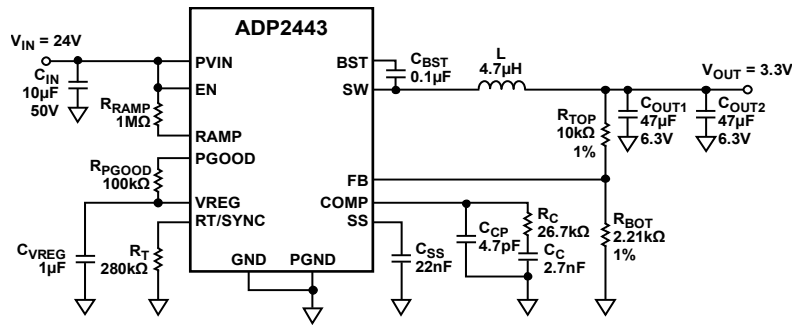 ADP2443
V_IN = 24V
C_IN
10µF
50V
PVIN
EN
R_RAMP
1MΩ
RAMP
PGOOD
R_PGOOD
100kΩ
VREG
RT/SYNC
C_VREG
1µF
R_T
280kΩ
GND
PGND
BST
SW
FB
COMP
SS
C_BST
0.1µF
L
4.7µH
V_OUT = 3.3V
R_TOP
10kΩ
1%
C_OUT1
47µF
6.3V
C_OUT2
47µF
6.3V
C_SS
22nF
C_CP
4.7pF
R_C
26.7kΩ
C_C
2.7nF
R_BOT
2.21kΩ
1%